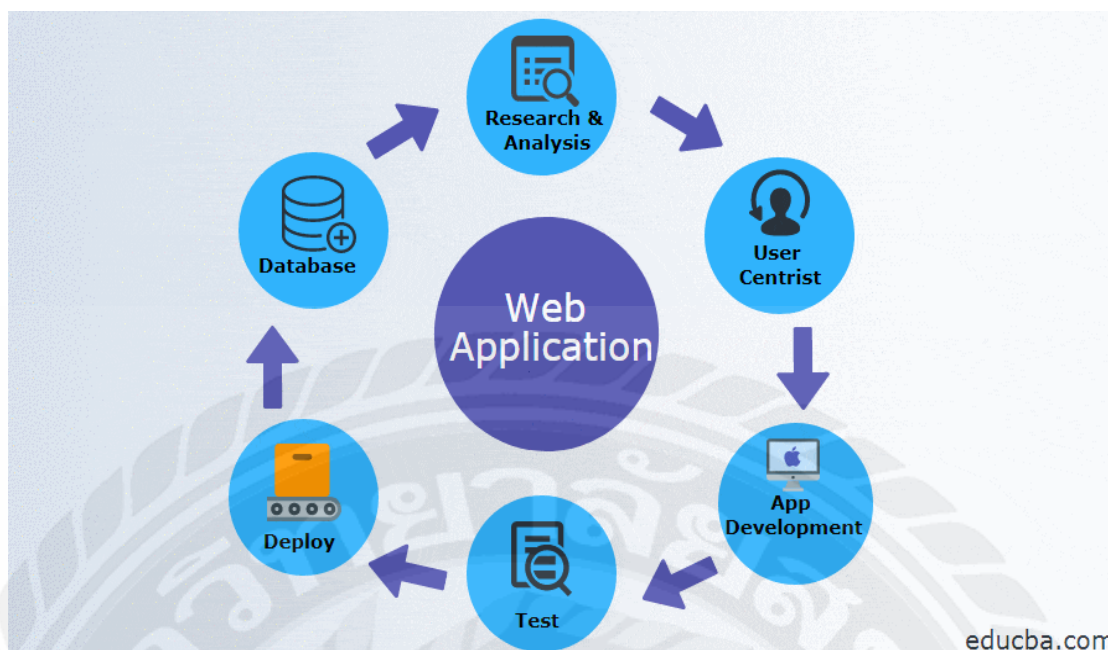 Research &
Analysis
User
Centrist
App
Development
Test
Deploy
Database
Web
Application
educba.com